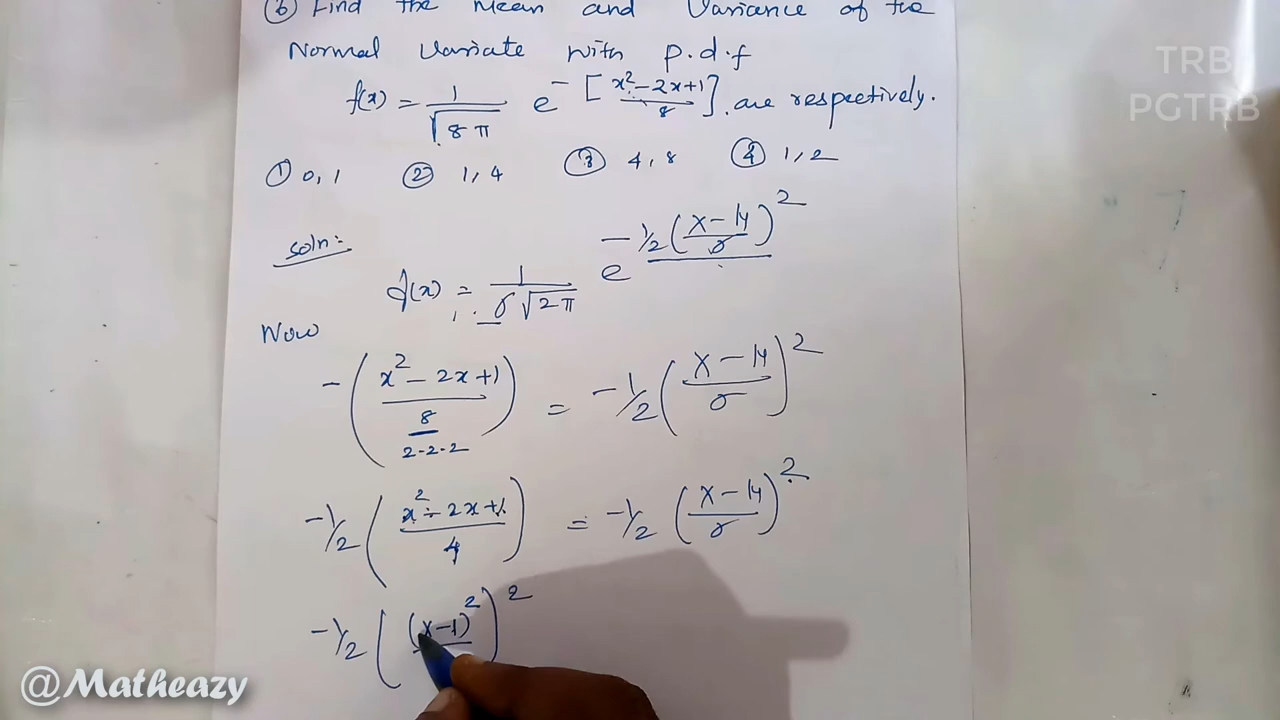 ⑥ Find the Mean and Variance of the
Normal Variate with p.d.f
f(x) = 1/√8π e^-[x²-2x+1/8] are respectively.
① 0, 1 ② 1, 4 ③ 4, 8 ④ 1, 2
Soln:-
f(x) = 1/σ√2π e^-1/2(x-μ/σ)²
Now
-(x²-2x+1/8) = -1/2(x-μ/σ)²
2-2-2
-1/2(x²-2x+1/4) = -1/2(x-μ/σ)²
-1/2((x-1)²)²
TRB
PGTRB
@Matheazy